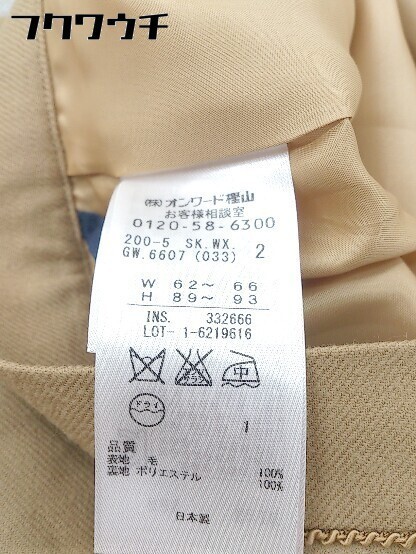 フクワウチ
(株)オンワード樫山
お客様相談室
0120-58-6300
200-5 SK.WX. 2
GW.6607 (033)
W 62～ 66
H 89～ 93
INS. 332666
LOT- 1-6219616
中
ドライ
1
品質
表地 毛 100%
裏地 ポリエステル 100%
日本製